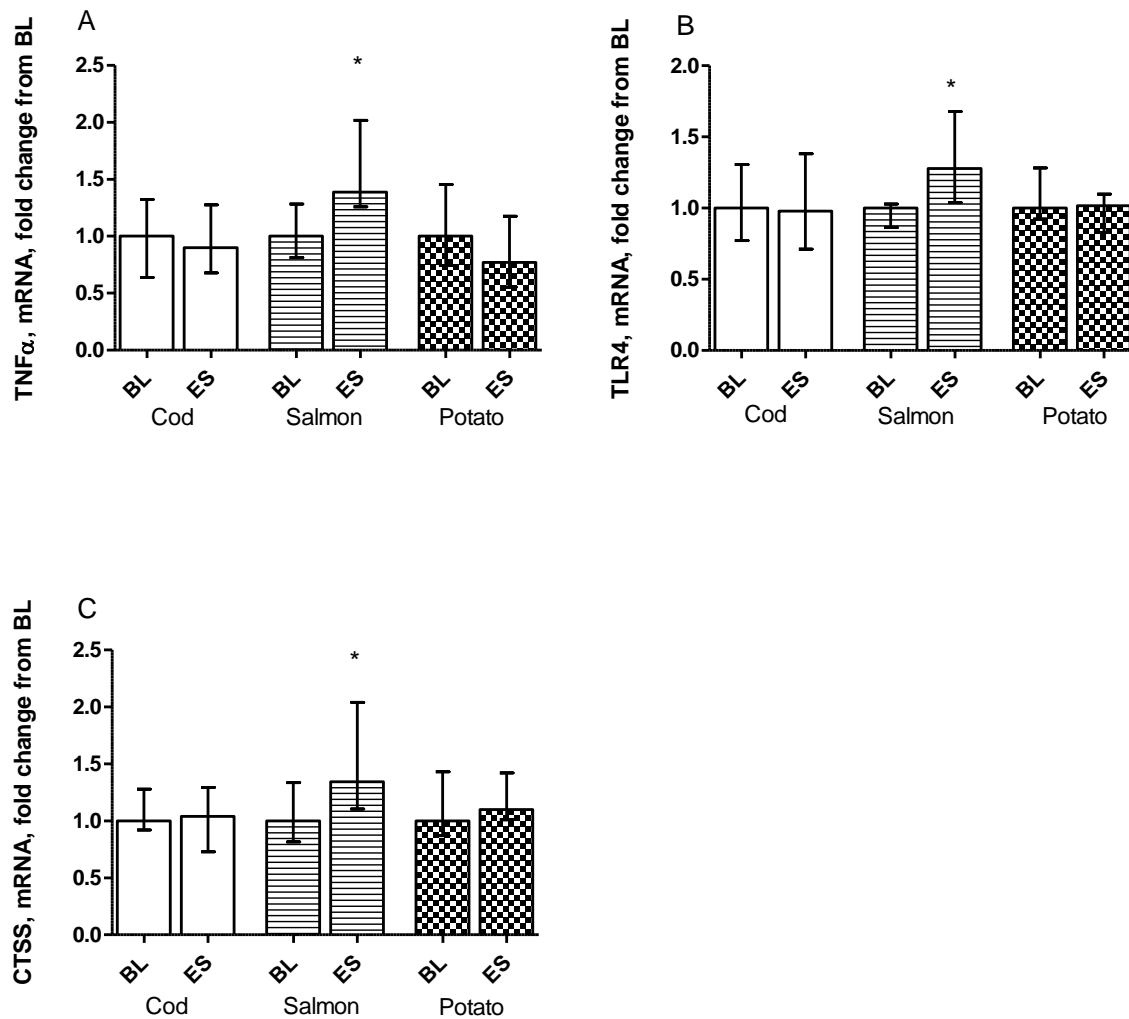 A
TNFα, mRNA, fold change from BL
2.5
2.0
1.5
1.0
0.5
0.0
*
BL ES BL ES BL ES
Cod Salmon Potato
B
TLR4, mRNA, fold change from BL
2.0
1.5
1.0
0.5
0.0
*
BL ES BL ES BL ES
Cod Salmon Potato
C
CTSS, mRNA, fold change from BL
2.5
2.0
1.5
1.0
0.5
0.0
*
BL ES BL ES BL ES
Cod Salmon Potato